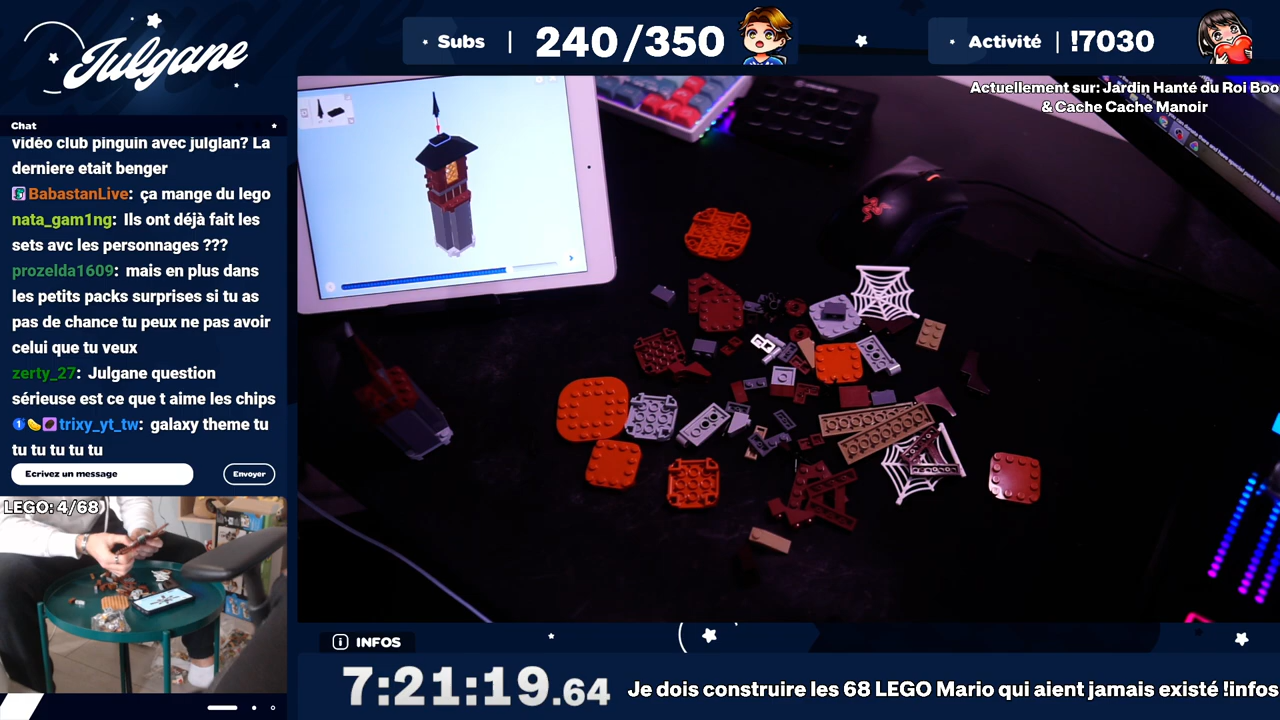 Julgane
Subs | 240/350
Activité | !7030
Actuellement sur: Jardin Hanté du Roi Boo
& Cache Cache Manoir
Chat
vidéo club pinguin avec julglan? La
derniere etait benger
BabastanLive: ça mange du lego
nata_gam1ng: Ils ont déjà fait les
sets avc les personnages ???
prozelda1609: mais en plus dans
les petits packs surprises si tu as
pas de chance tu peux ne pas avoir
celui que tu veux
zerty_27: Julgane question
sérieuse est ce que t aime les chips
trixy_yt_tw: galaxy theme tu
tu tu tu tu tu
Ecrivez un message
Envoyer
LEGO: 4/68
INFOS
7:21:19.64
Je dois construire les 68 LEGO Mario qui aient jamais existé !infos